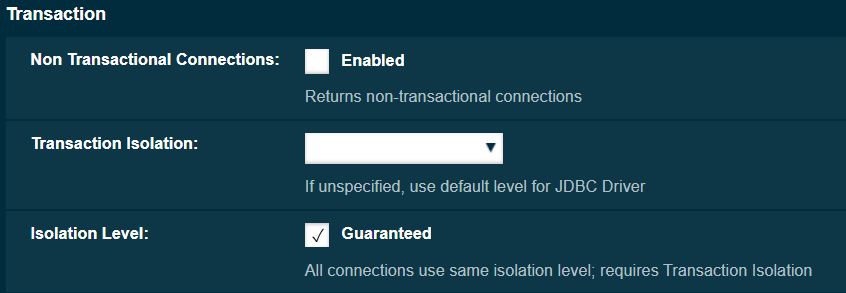 Transaction
Non Transactional Connections: Enabled
Returns non-transactional connections
Transaction Isolation:
If unspecified, use default level for JDBC Driver
Isolation Level: Guaranteed
All connections use same isolation level; requires Transaction Isolation